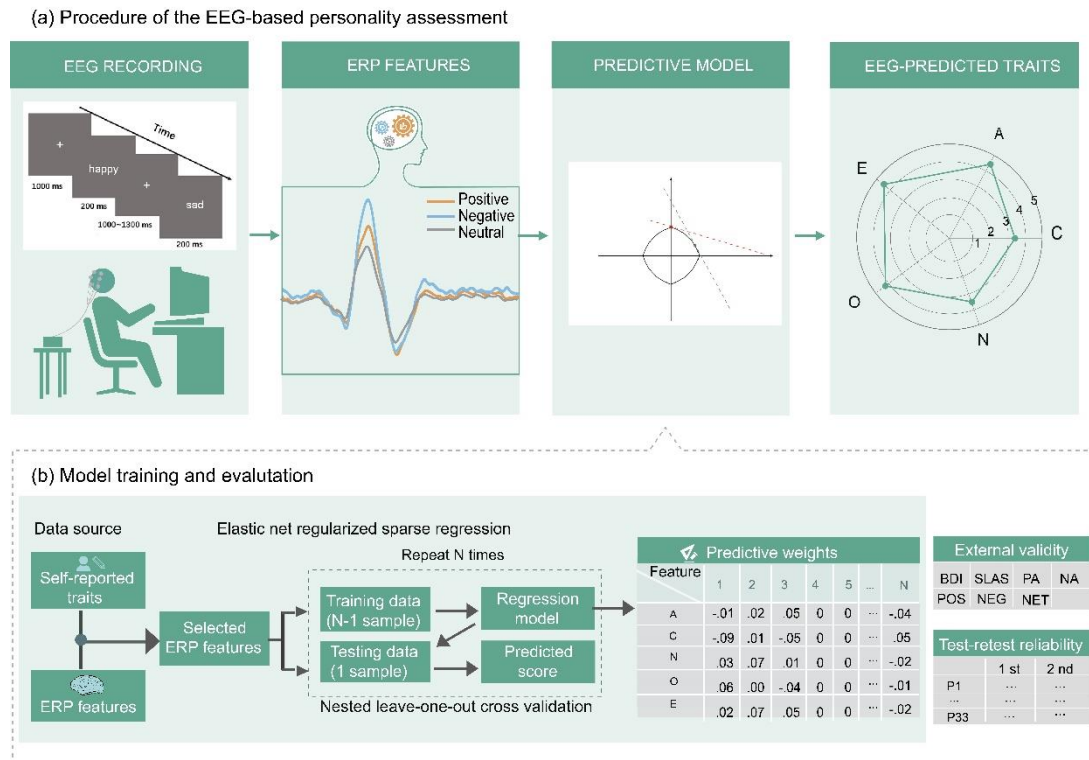 (a) Procedure of the EEG-based personality assessment
EEG RECORDING
+
happy
+
sad
Time
1000 ms
200 ms
1000~1300 ms
200 ms
ERP FEATURES
Positive
Negative
Neutral
PREDICTIVE MODEL
EEG-PREDICTED TRAITS
A
E
C
O
N
1
2
3
4
5
(b) Model training and evalutation
Data source
Self-reported
traits
ERP features
Selected
ERP features
Elastic net regularized sparse regression
Repeat N times
Training data
(N-1 sample)
Regression
model
Testing data
(1 sample)
Predicted
score
Nested leave-one-out cross validation
Predictive weights
Feature 1 2 3 4 5 ... N
A -.01 .02 .05 0 0 ... -.04
C -.09 .01 -.05 0 0 ... .05
N .03 .07 .01 0 0 ... -.02
O .06 .00 -.04 0 0 ... -.01
E .02 .07 .05 0 0 ... -.02
External validity
BDI SLAS PA NA
POS NEG NET
Test-retest reliability
1 st 2 nd
P1 ... ...
... ... ...
P33 ... ...